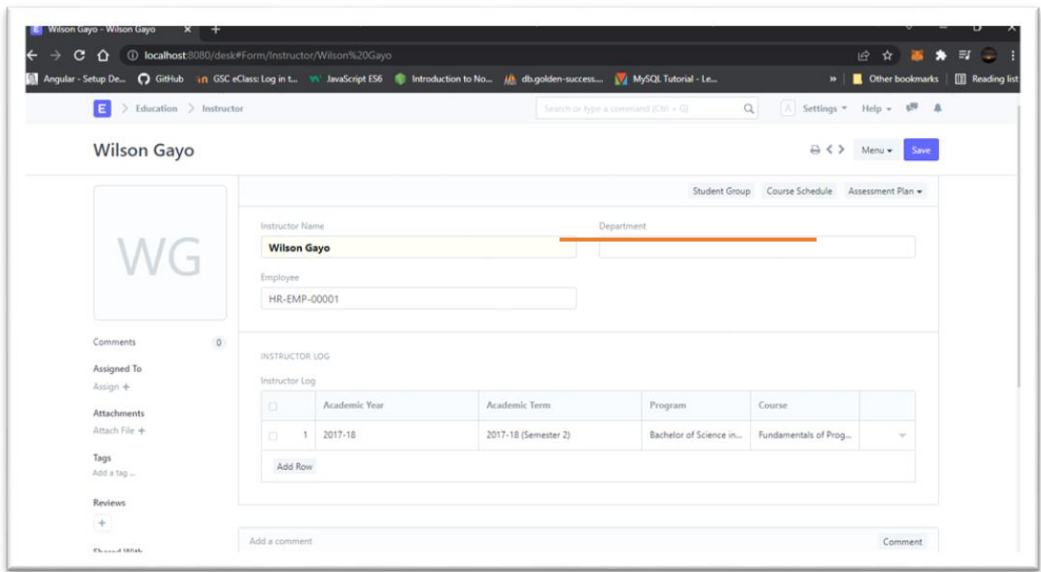 Wilson Gayo - Wilson Gayo
localhost:8080/desk#Form/Instructor/Wilson%20Gayo
Angular - Setup De... GitHub GSC eClass: Log in t... JavaScript ES6 Introduction to No... db.golden-success.... MySQL Tutorial - Le... » Other bookmarks Reading list
E > Education > Instructor Search or type a command (Ctrl + G) A Settings Help
Wilson Gayo Menu Save
Student Group Course Schedule Assessment Plan
WG
Instructor Name Department
Wilson Gayo
Employee
HR-EMP-00001
Comments 0
Assigned To
Assign +
Attachments
Attach File +
Tags
Add a tag ...
Reviews
+
Shared With
INSTRUCTOR LOG
Instructor Log
Academic Year Academic Term Program Course
1 2017-18 2017-18 (Semester 2) Bachelor of Science in... Fundamentals of Prog...
Add Row
Add a comment Comment